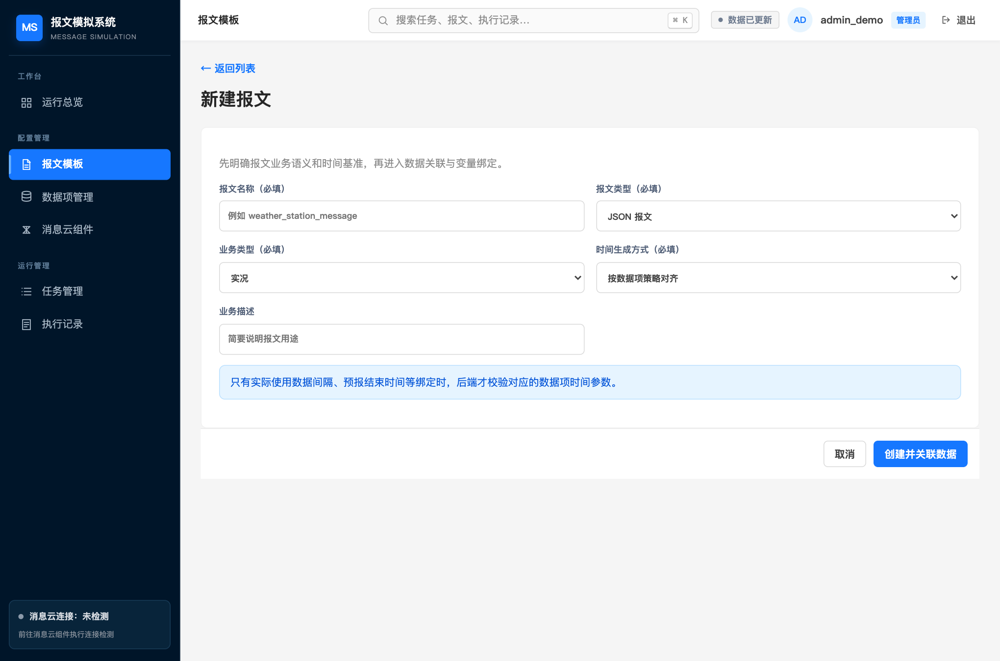 MS
报文模拟系统
MESSAGE SIMULATION
工作台
运行总览
配置管理
报文模板
数据项管理
消息云组件
运行管理
任务管理
执行记录
消息云连接：未检测
前往消息云组件执行连接检测
报文模板
搜索任务、报文、执行记录...
⌘ K
数据已更新
AD
admin_demo
管理员
退出
← 返回列表
新建报文
先明确报文业务语义和时间基准，再进入数据关联与变量绑定。
报文名称（必填）
例如 weather_station_message
报文类型（必填）
JSON 报文
业务类型（必填）
实况
时间生成方式（必填）
按数据项策略对齐
业务描述
简要说明报文用途
只有实际使用数据间隔、预报结束时间等绑定时，后端才校验对应的数据项时间参数。
取消
创建并关联数据